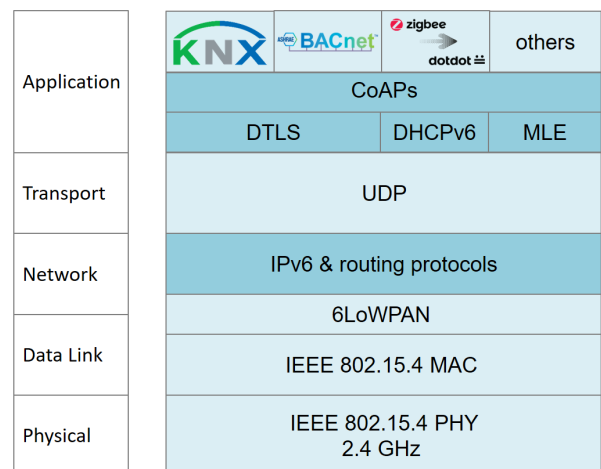 Application
KNX
ASHRAE BACnet™
zigbee
dotdot
others
CoAPs
DTLS
DHCPv6
MLE
Transport
UDP
Network
IPv6 & routing protocols
6LoWPAN
Data Link
IEEE 802.15.4 MAC
Physical
IEEE 802.15.4 PHY
2.4 GHz